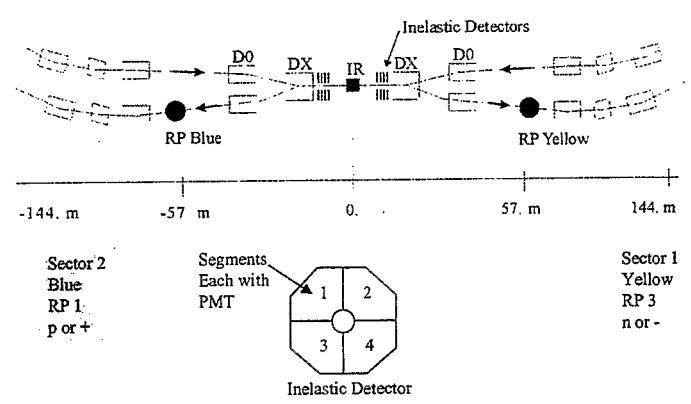 Inelastic Detectors
D0 DX IR DX D0
RP Blue RP Yellow
-144. m -57 m 0. 57. m 144. m
Sector 2
Blue
RP 1
p or +
Segments
Each with
PMT
1 2
3 4
Inelastic Detector
Sector 1
Yellow
RP 3
n or -